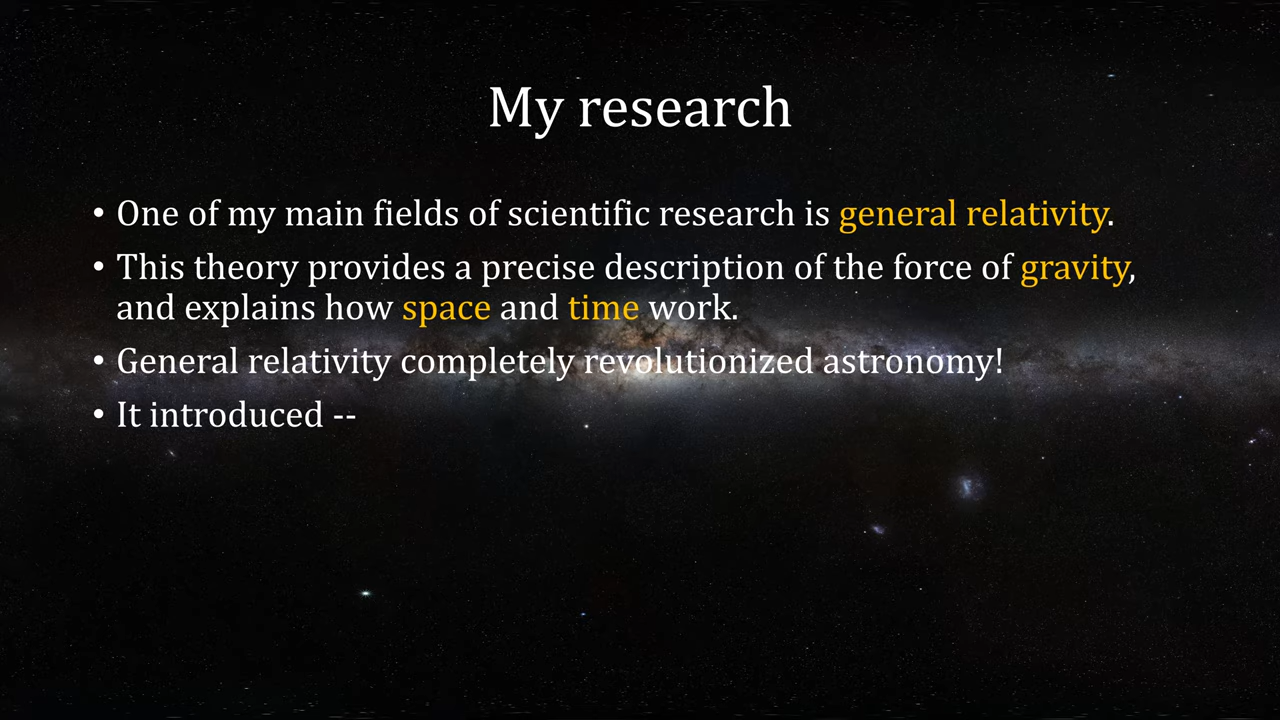 My research
• One of my main fields of scientific research is general relativity.
• This theory provides a precise description of the force of gravity,
and explains how space and time work.
• General relativity completely revolutionized astronomy!
• It introduced --